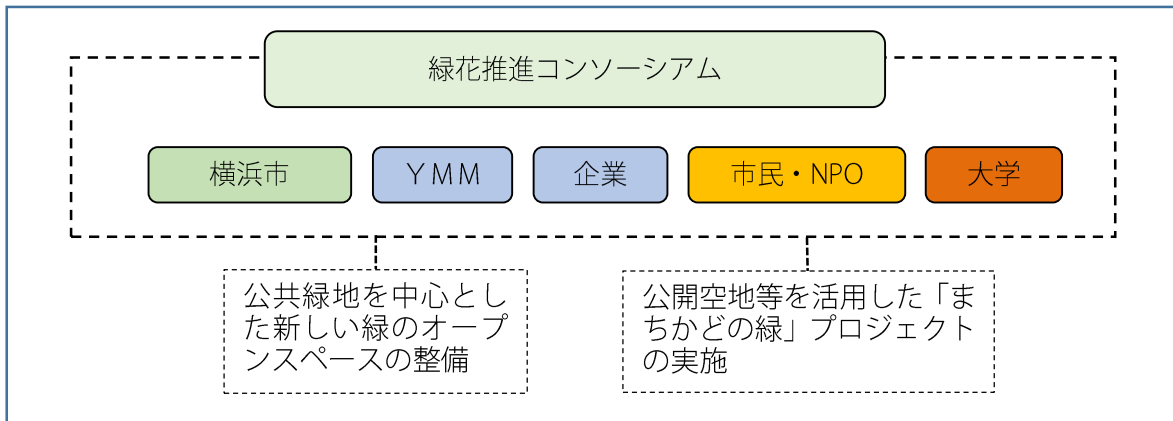 緑花推進コンソーシアム
横浜市
ＹＭＭ
企業
市民・NPO
大学
公共緑地を中心とし
た新しい緑のオープ
ンスペースの整備
公開空地等を活用した「ま
ちかどの緑」プロジェクト
の実施